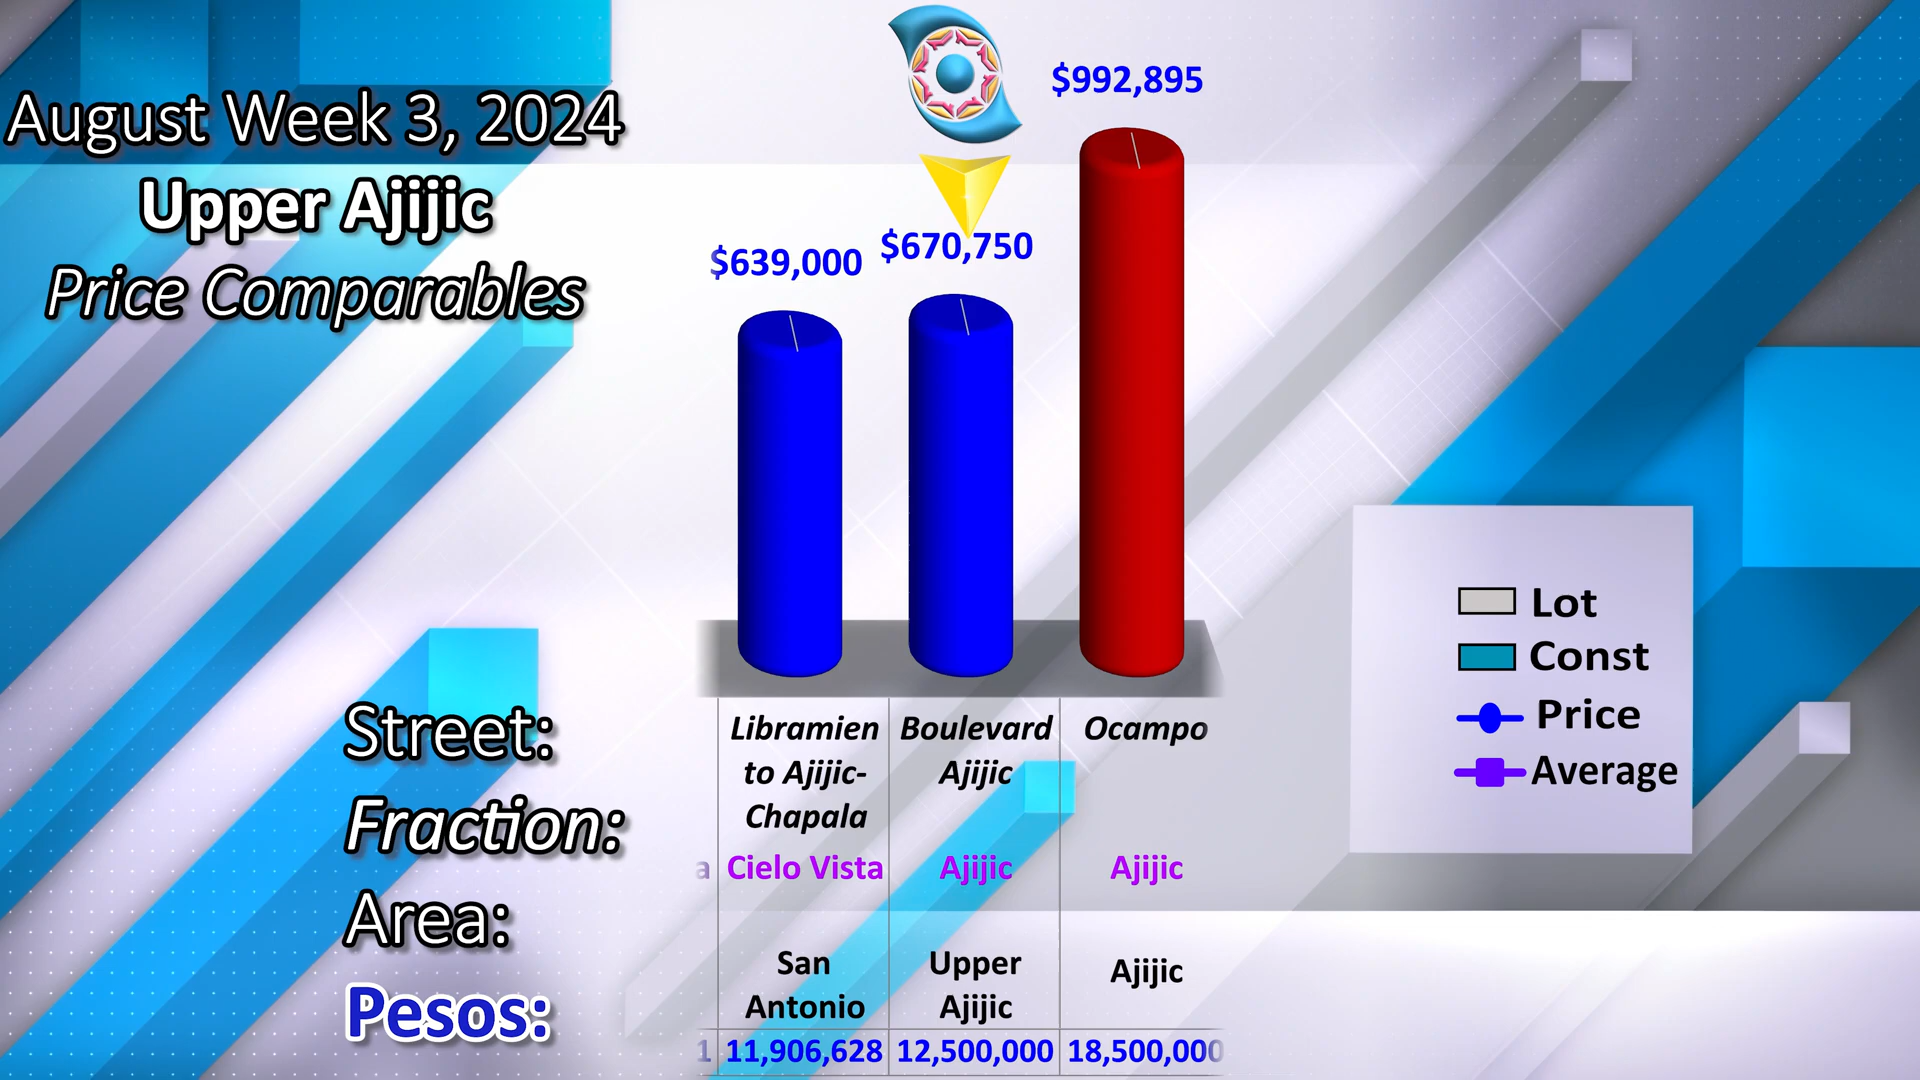 August Week 3, 2024
Upper Ajijic
Price Comparables
$639,000
$670,750
$992,895
Lot
Const
Price
Average
Street:
Libramien
to Ajijic-
Chapala
Boulevard
Ajijic
Ocampo
Fraction:
a
Cielo Vista
Ajijic
Ajijic
Area:
San
Antonio
Upper
Ajijic
Ajijic
Pesos:
1
11,906,628
12,500,000
18,500,000